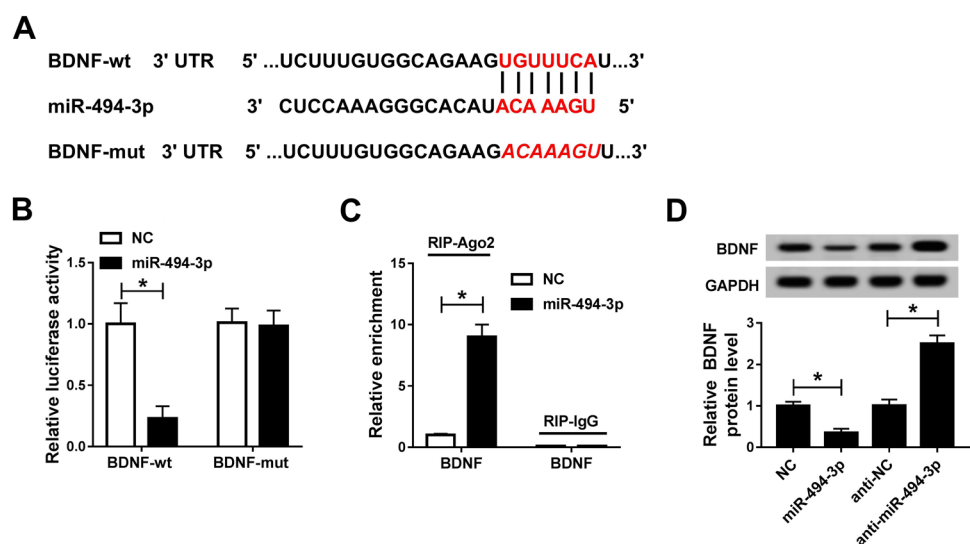 A
BDNF-wt 3' UTR 5' ...UCUUUGUGGCAGAAGUGUUUCAU...3'
miR-494-3p 3' CUCCAAAGGGCACAUACA AAGU 5'
BDNF-mut 3' UTR 5' ...UCUUUGUGGCAGAAGACAAAGUU...3'
B
NC
miR-494-3p
Relative luciferase activity
1.5
1.0
0.5
0.0
*
BDNF-wt BDNF-mut
C
RIP-Ago2
NC
miR-494-3p
Relative enrichment
15
10
5
0
*
RIP-IgG
BDNF BDNF
D
BDNF
GAPDH
Relative BDNF
protein level
3
2
1
0
*
*
NC
miR-494-3p
anti-NC
anti-miR-494-3p